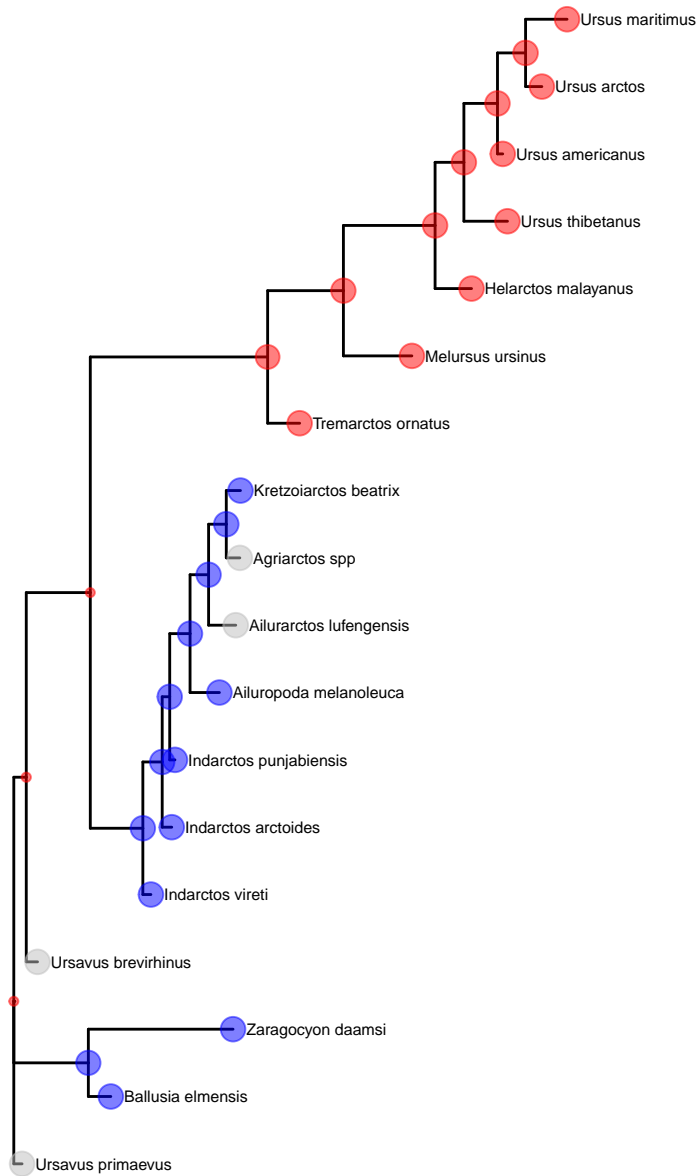 Ursus maritimus
Ursus arctos
Ursus americanus
Ursus thibetanus
Helarctos malayanus
Melursus ursinus
Tremarctos ornatus
Kretzoiarctos beatrix
Agriarctos spp
Ailurarctos lufengensis
Ailuropoda melanoleuca
Indarctos punjabiensis
Indarctos arctoides
Indarctos vireti
Ursavus brevirhinus
Zaragocyon daamsi
Ballusia elmensis
Ursavus primaevus